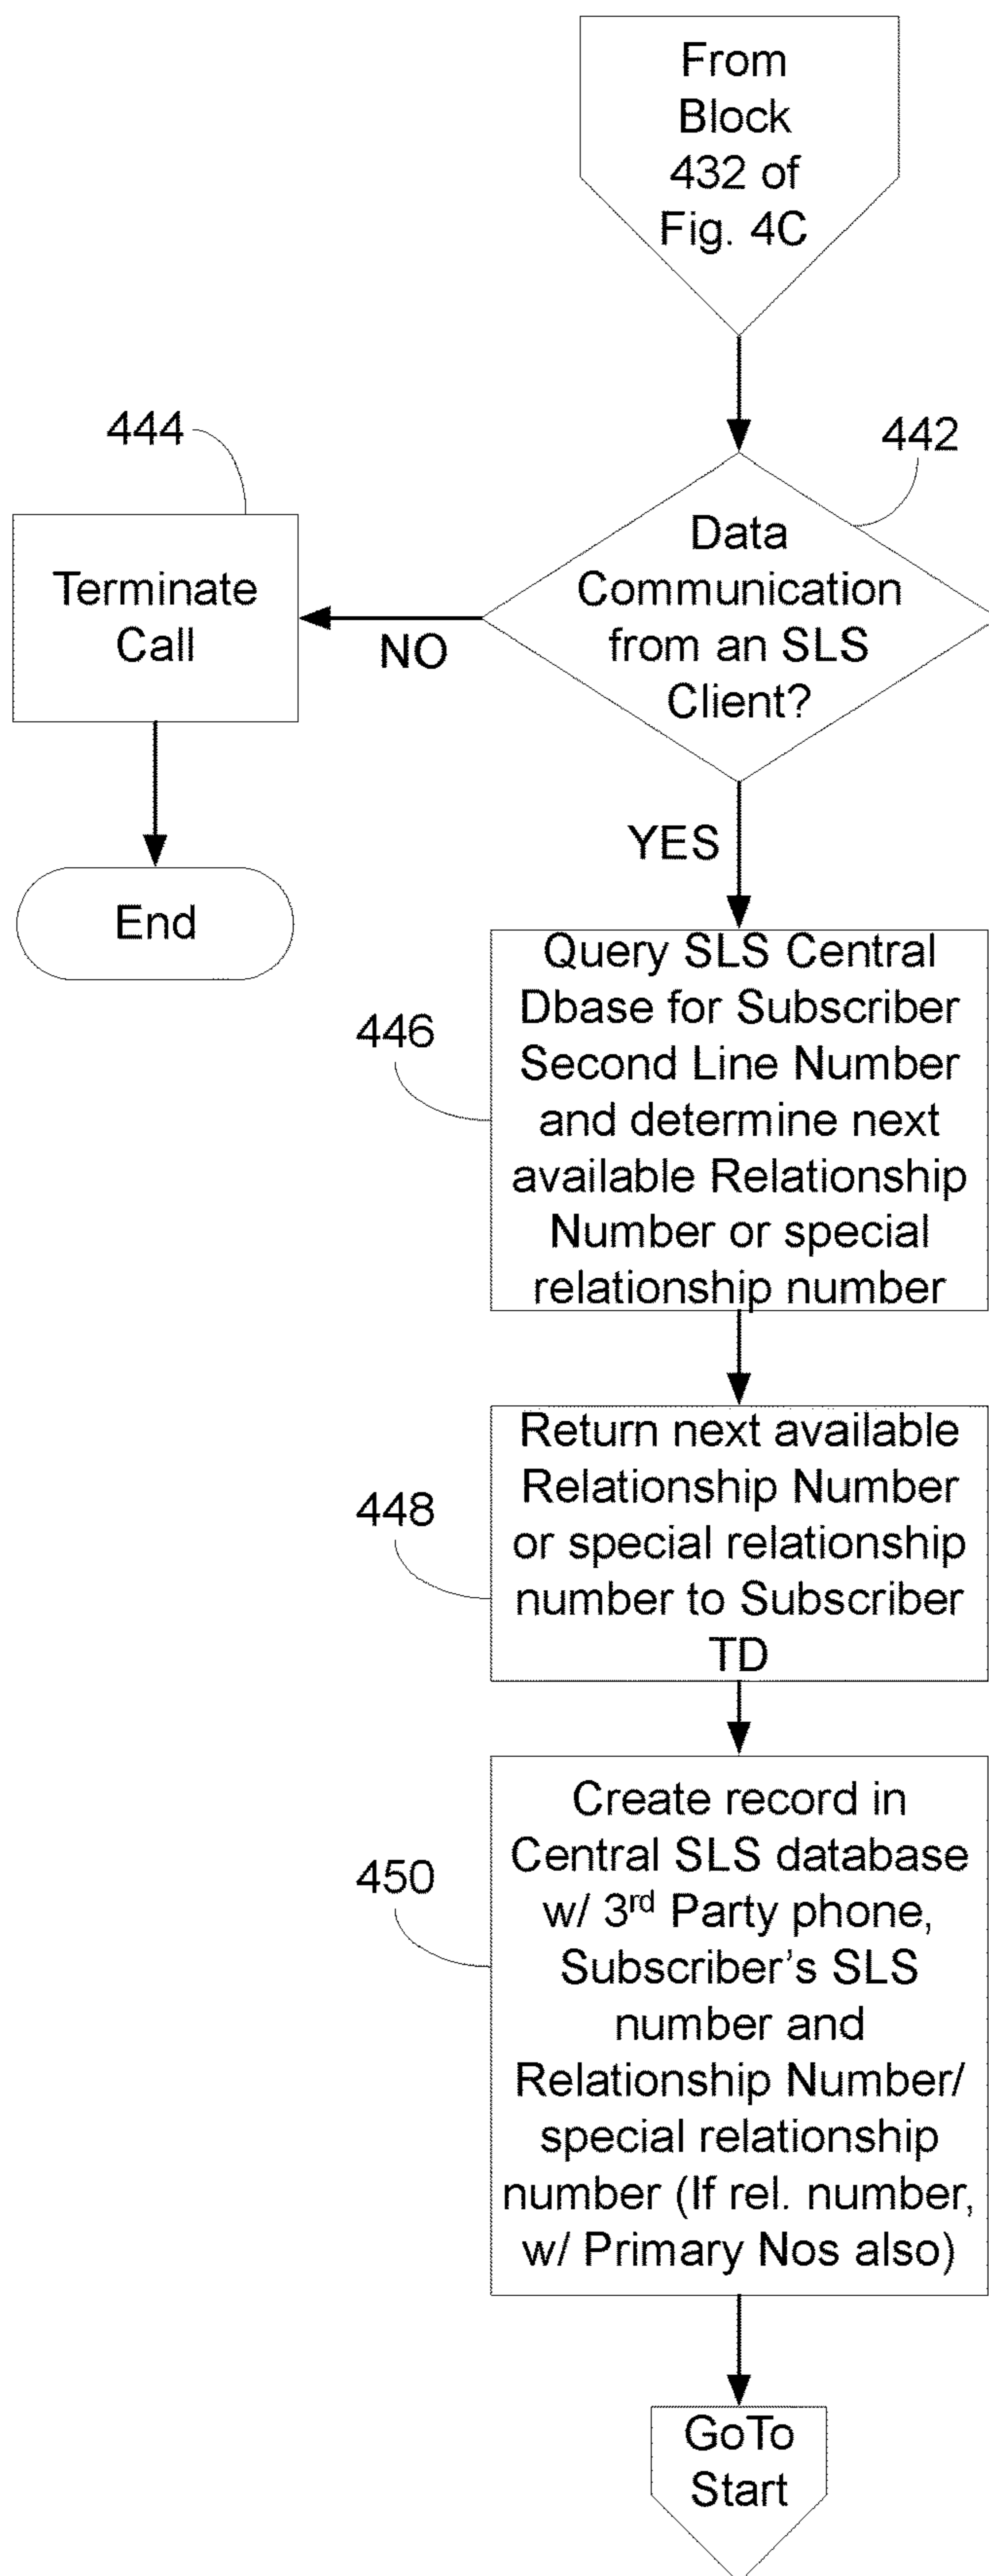 From
Block
432 of
Fig. 4C
444
442
Data
Communication
from an SLS
Client?
Terminate
Call
NO
YES
End
446
Query SLS Central
Dbase for Subscriber
Second Line Number
and determine next
available Relationship
Number or special
relationship number
448
Return next available
Relationship Number
or special relationship
number to Subscriber
TD
450
Create record in
Central SLS database
w/ 3rd Party phone,
Subscriber’s SLS
number and
Relationship Number/
special relationship
number (If rel. number,
w/ Primary Nos also)
GoTo
Start